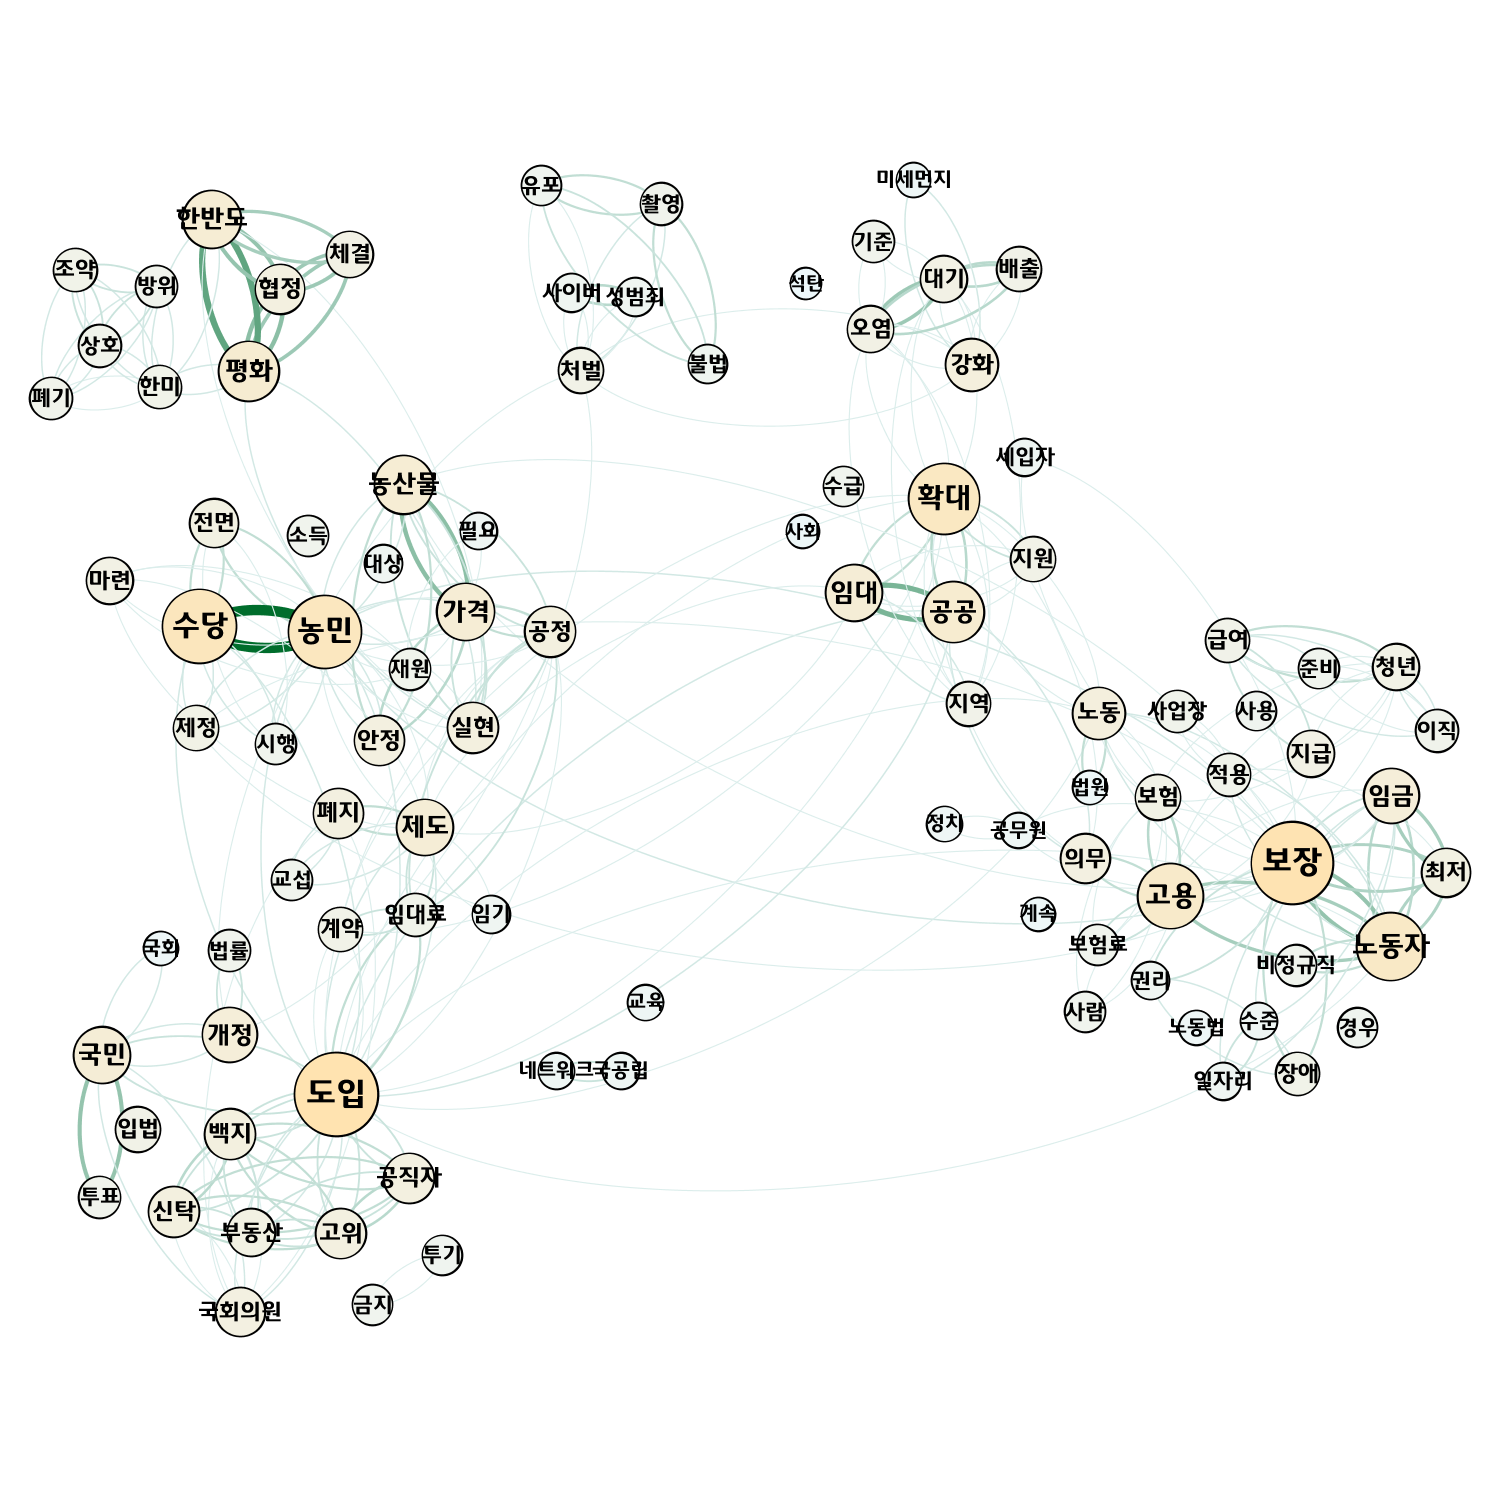 한반도
체결
협정
평화
조약
방위
상호
한미
폐기
유포
촬영
사이버
성범죄
처벌
불법
미세먼지
기준
석탄
대기
배출
오염
강화
농산물
전면
소득
필요
대상
마련
수당
농민
가격
공정
재원
제정
시행
안정
실현
세입자
수급
확대
사회
지원
임대
공공
지역
급여
준비
청년
노동
사업장
사용
이직
지급
적용
법원
보험
임금
정치
공무원
의무
보장
최저
고용
계속
노동자
보험료
비정규직
권리
사람
노동법
수준
경우
일자리
장애
폐지
제도
교섭
계약
임대료
임기
국회
법률
개정
국민
교육
네트워크
국공립
도입
입법
백지
투표
공직자
신탁
부동산
고위
투기
국회의원
금지